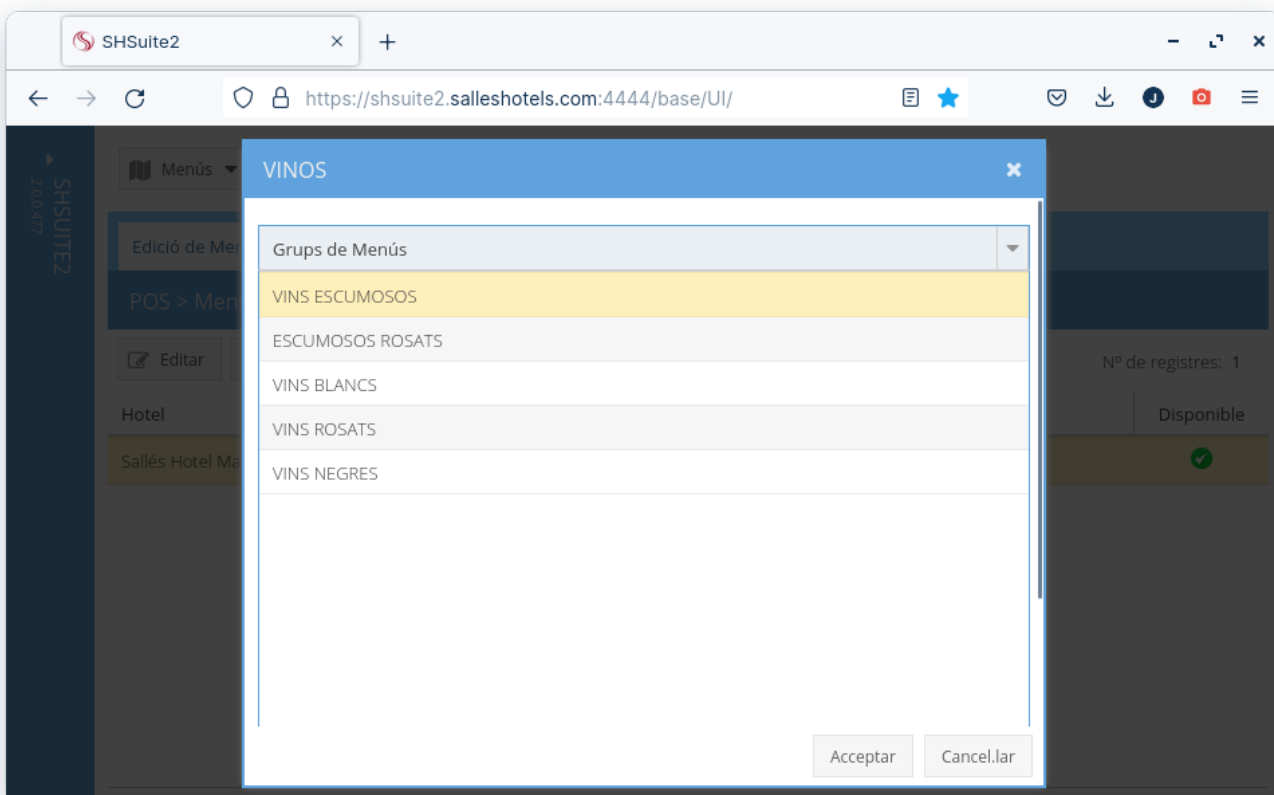 SHSuite2
https://shsuite2.salleshotels.com:4444/base/UI/
J
SHSUITE2
2.0.0.477
Menús
VINOS
Edició de Me
Grups de Menús
POS > Men
VINS ESCUMOSOS
ESCUMOSOS ROSATS
Editar
Nº de registres: 1
VINS BLANCS
Hotel
Disponible
VINS ROSATS
Sallés Hotel Ma
VINS NEGRES
Acceptar
Cancel.lar